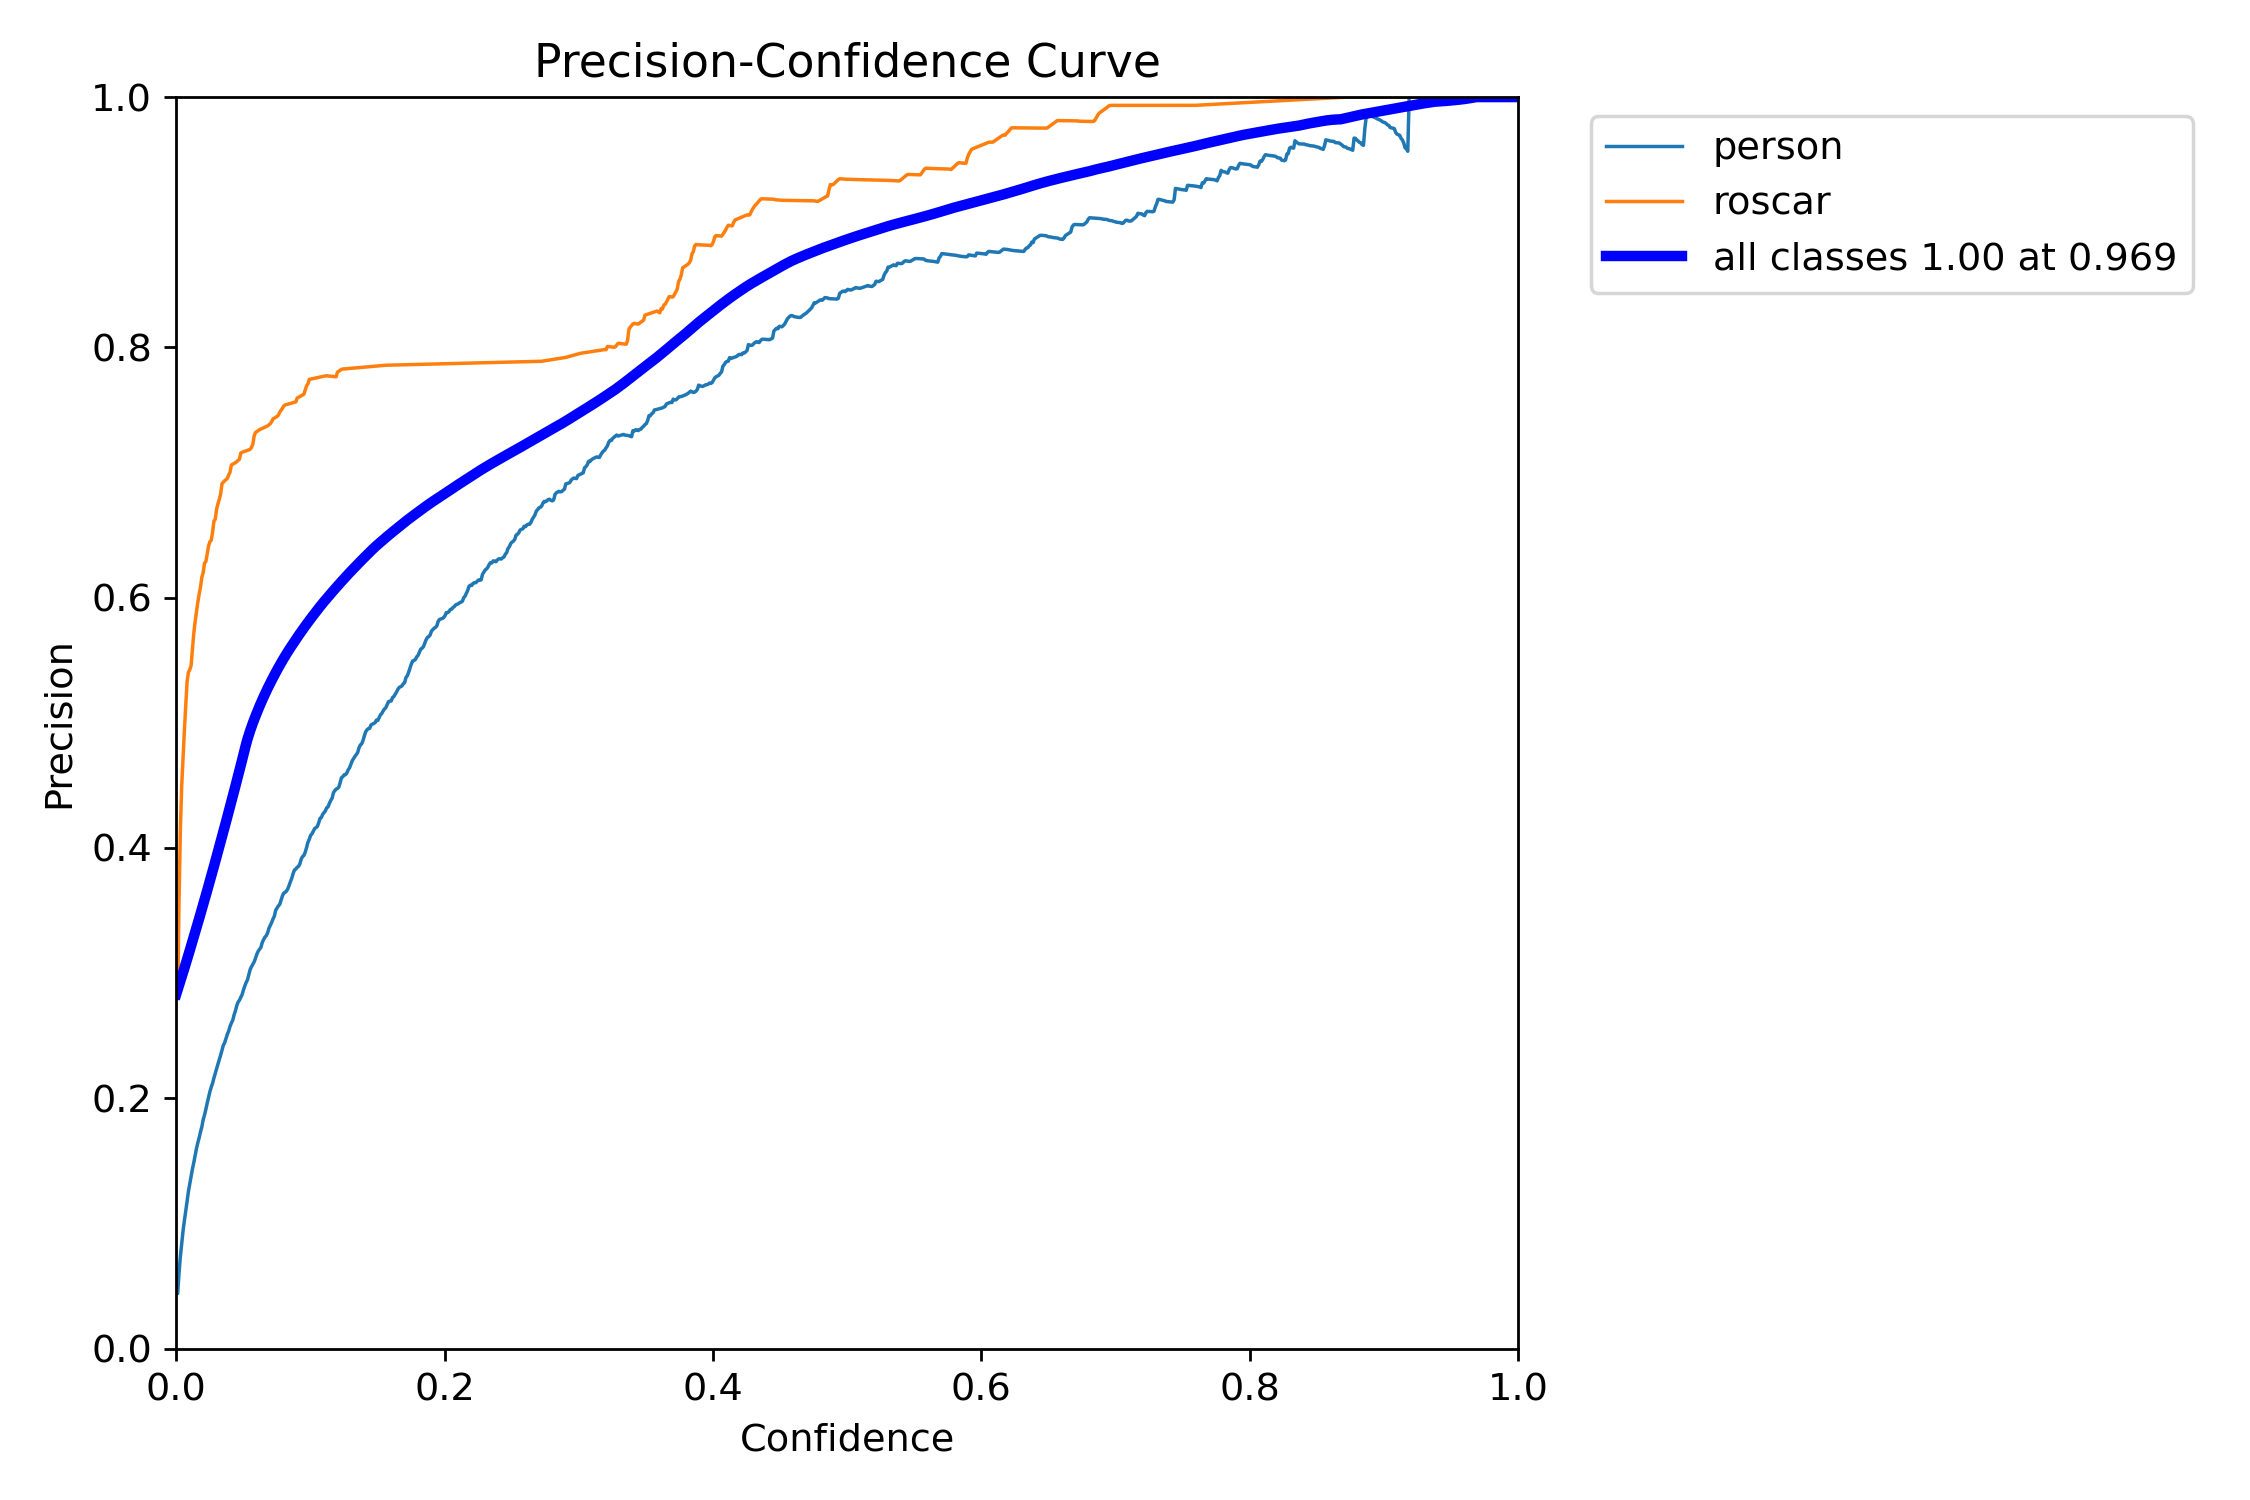 Precision-Confidence Curve
1.0
0.8
0.6
0.4
0.2
0.0
Precision
0.0 0.2 0.4 0.6 0.8 1.0
Confidence
person
roscar
all classes 1.00 at 0.969